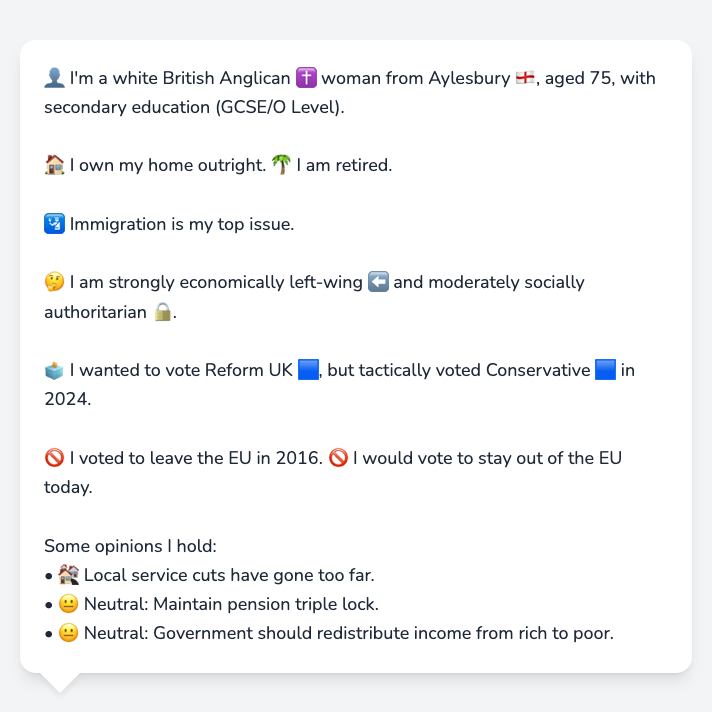 👤 I'm a white British Anglican ✝️ woman from Aylesbury 🏴󠁧󠁢󠁥󠁮󠁧󠁿, aged 75, with
secondary education (GCSE/O Level).
🏠 I own my home outright. 🌴 I am retired.
🛂 Immigration is my top issue.
🤔 I am strongly economically left-wing ⬅️ and moderately socially
authoritarian 🔒.
🗳️ I wanted to vote Reform UK 🟦, but tactically voted Conservative 🟦 in
2024.
🚫 I voted to leave the EU in 2016. 🚫 I would vote to stay out of the EU
today.
Some opinions I hold:
• 🏚️ Local service cuts have gone too far.
• 😐 Neutral: Maintain pension triple lock.
• 😐 Neutral: Government should redistribute income from rich to poor.